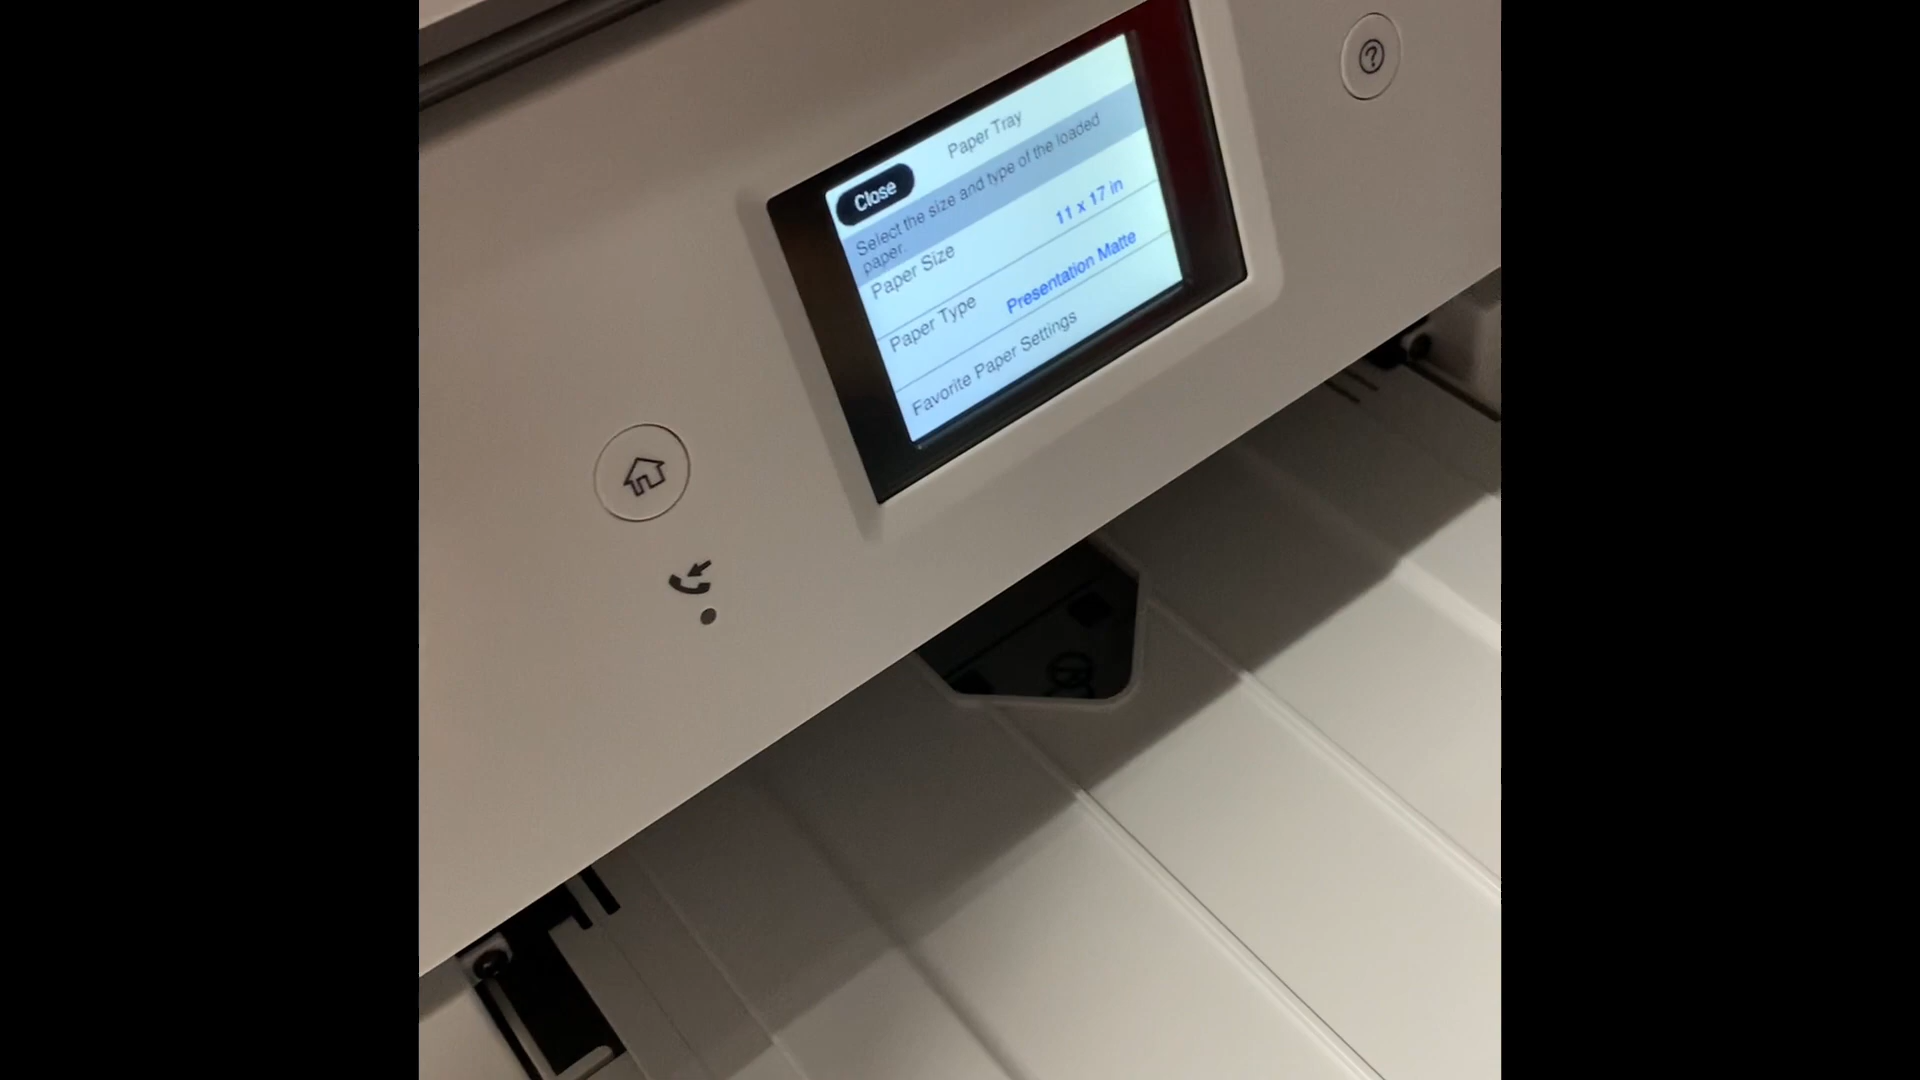 Close
Paper Tray
Select the size and type of the loaded
paper.
Paper Size
11 x 17 in
Paper Type
Presentation Matte
Favorite Paper Settings
?